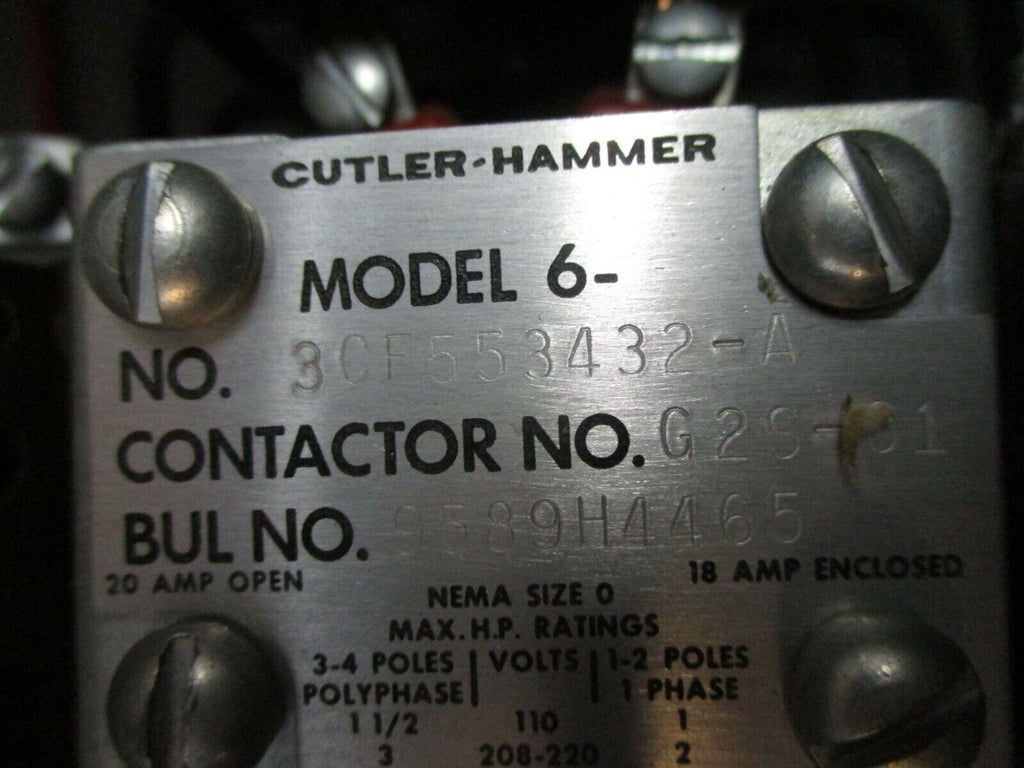 CUTLER-HAMMER
MODEL 6-
NO. 3CF553432-A
CONTACTOR NO. G2S-
BUL NO. 9589H4465
20 AMP OPEN 18 AMP ENCLOSED
NEMA SIZE 0
MAX. H.P. RATINGS
3-4 POLES | VOLTS | 1-2 POLES
POLYPHASE | | 1 PHASE
1 1/2 110 1
3 208-220 2